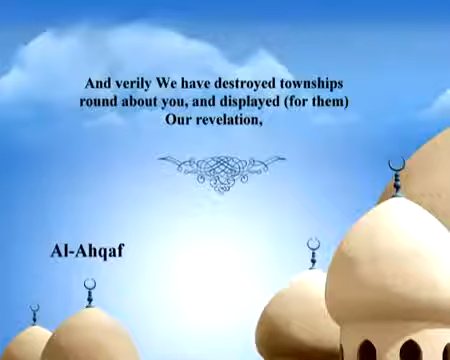 And verily We have destroyed townships
round about you, and displayed (for them)
Our revelation,
Al-Ahqaf